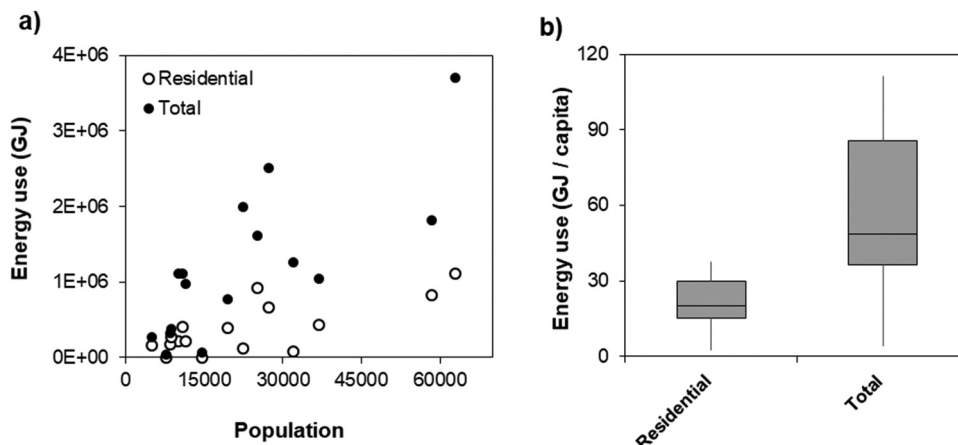 a)
4E+06
3E+06
2E+06
1E+06
0E+00
Energy use (GJ)
Residential
Total
0 15000 30000 45000 60000
Population
b)
120
90
60
30
0
Energy use (GJ / capita)
Residential
Total